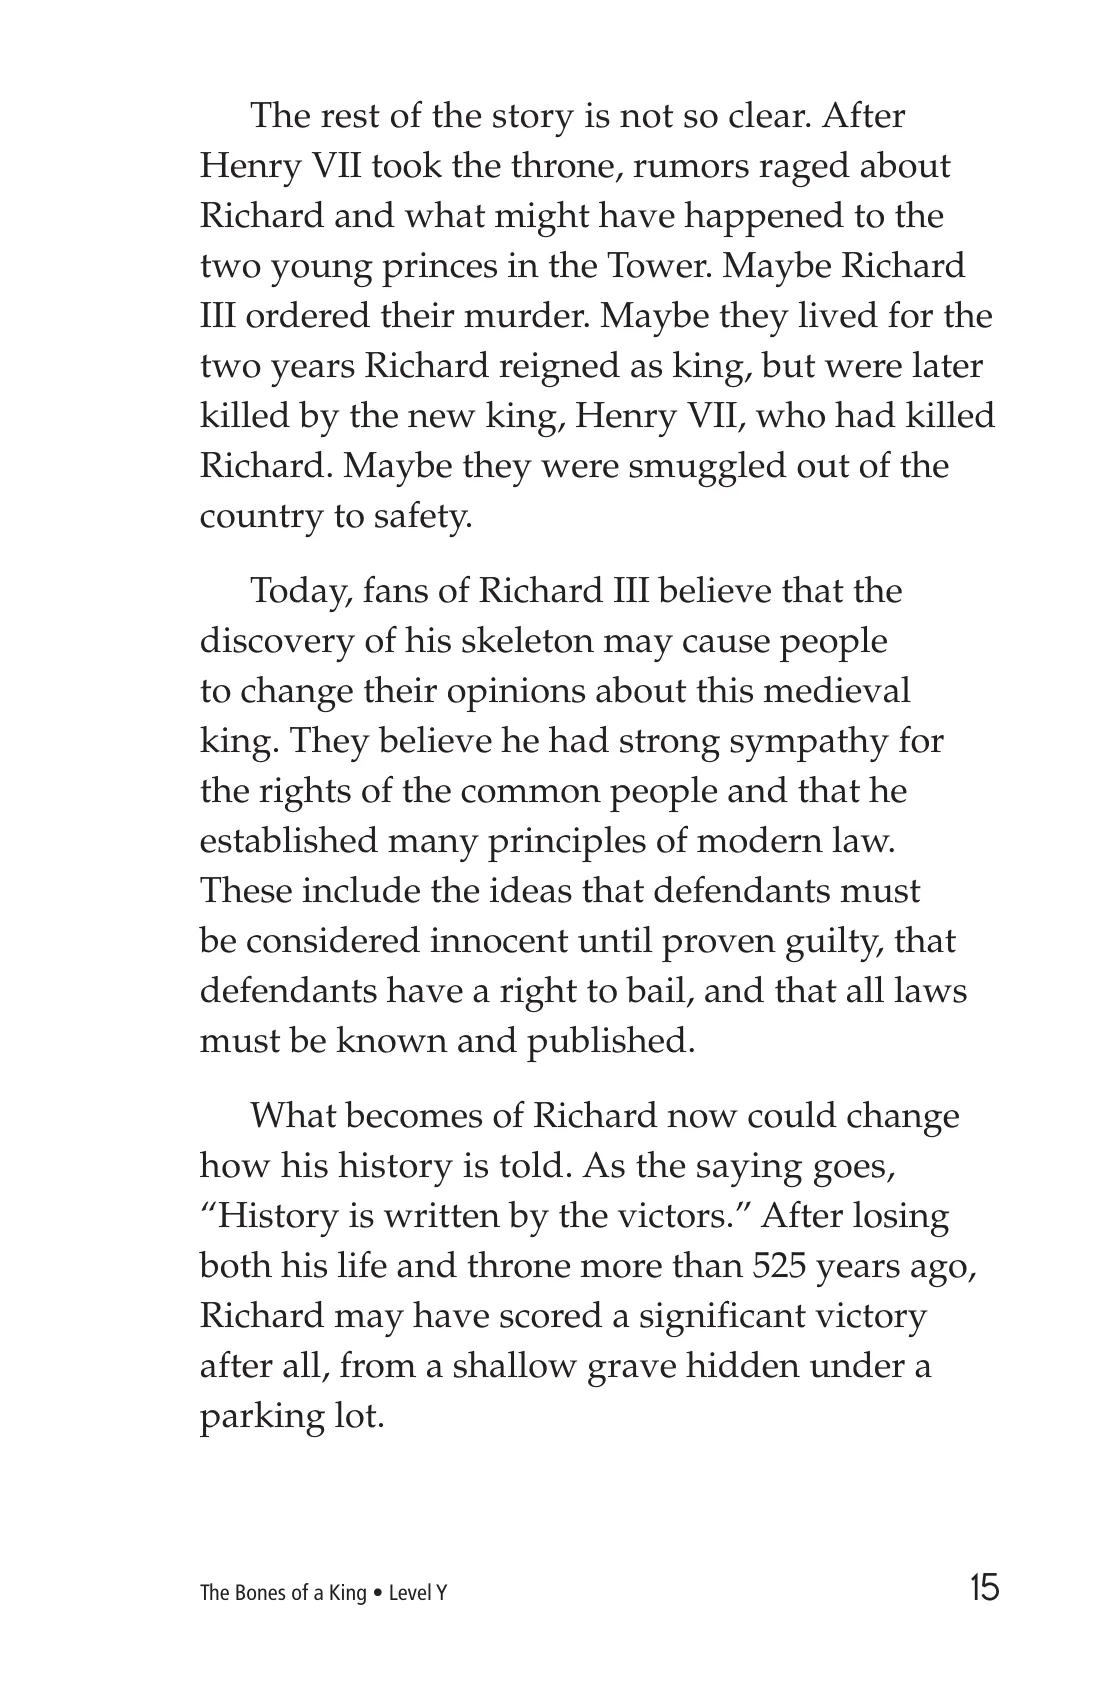 The rest of the story is not so clear. After
Henry VII took the throne, rumors raged about
Richard and what might have happened to the
two young princes in the Tower. Maybe Richard
III ordered their murder. Maybe they lived for the
two years Richard reigned as king, but were later
killed by the new king, Henry VII, who had killed
Richard. Maybe they were smuggled out of the
country to safety.
Today, fans of Richard III believe that the
discovery of his skeleton may cause people
to change their opinions about this medieval
king. They believe he had strong sympathy for
the rights of the common people and that he
established many principles of modern law.
These include the ideas that defendants must
be considered innocent until proven guilty, that
defendants have a right to bail, and that all laws
must be known and published.
What becomes of Richard now could change
how his history is told. As the saying goes,
“History is written by the victors.” After losing
both his life and throne more than 525 years ago,
Richard may have scored a significant victory
after all, from a shallow grave hidden under a
parking lot.
The Bones of a King • Level Y
15